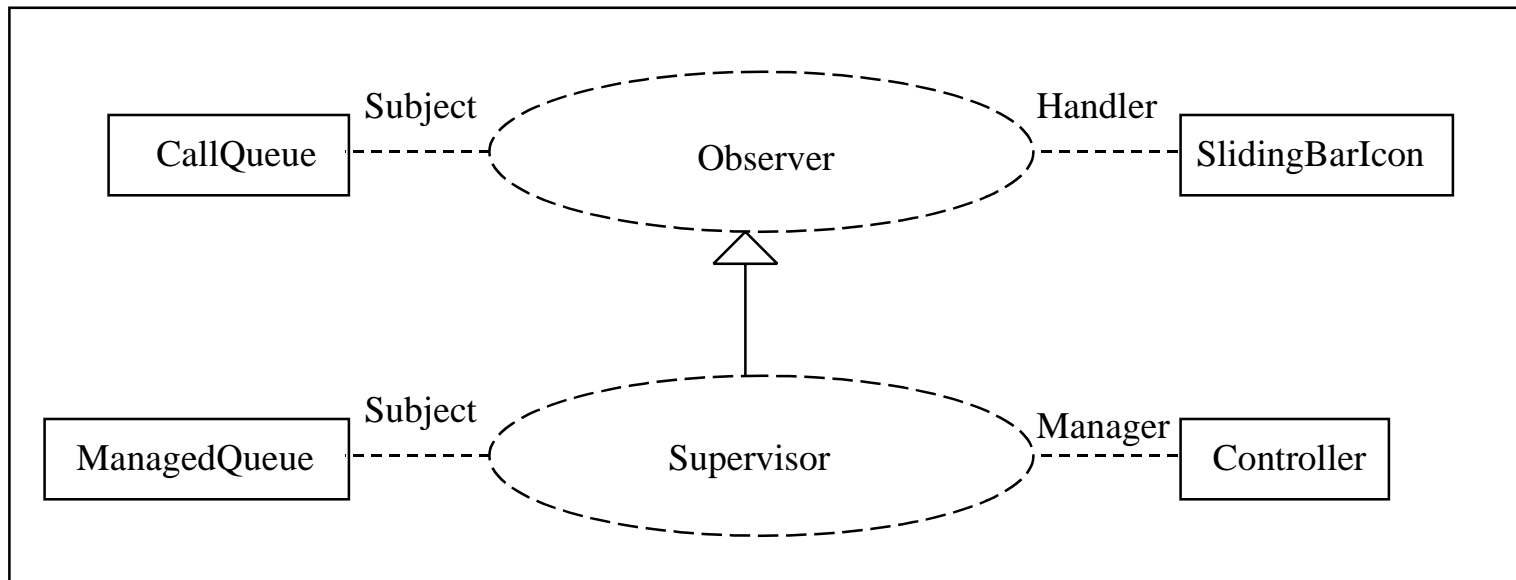 Subject
Handler
CallQueue
Observer
SlidingBarIcon
Subject
Manager
ManagedQueue
Supervisor
Controller